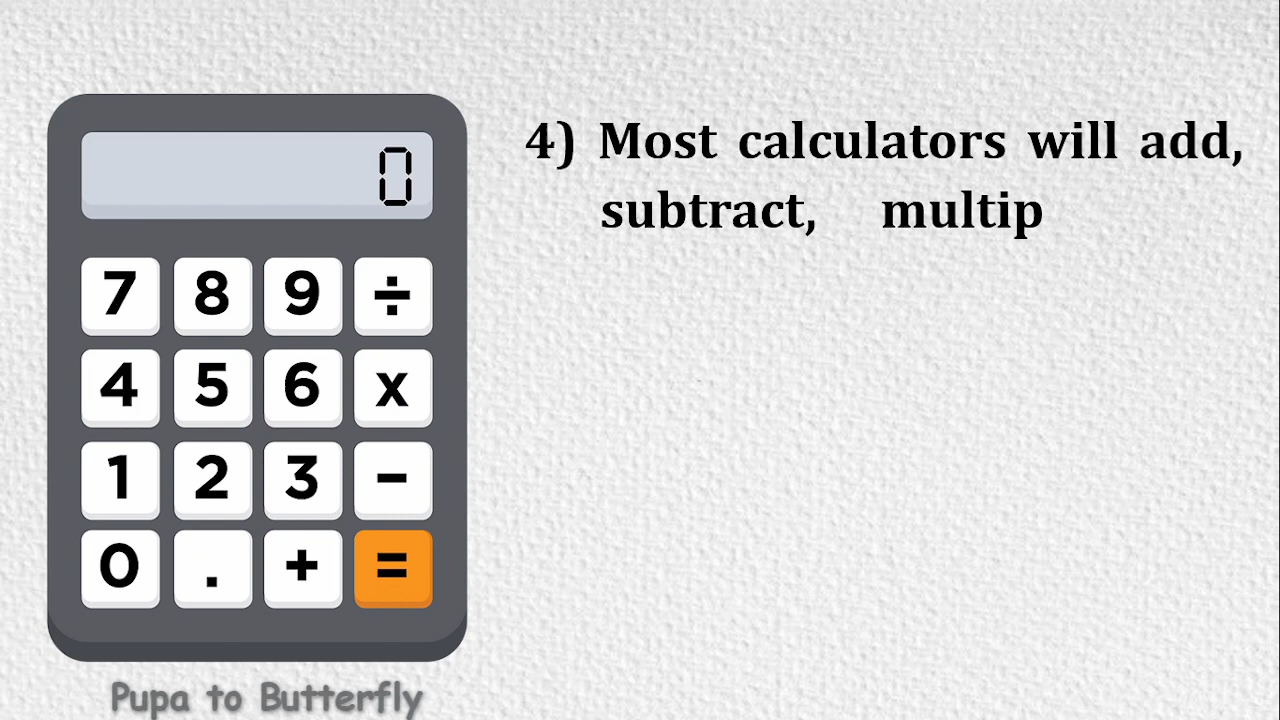 4) Most calculators will add,
subtract, multip
0
7 8 9 ÷
4 5 6 x
1 2 3 −
0 . + =
Pupa to Butterfly